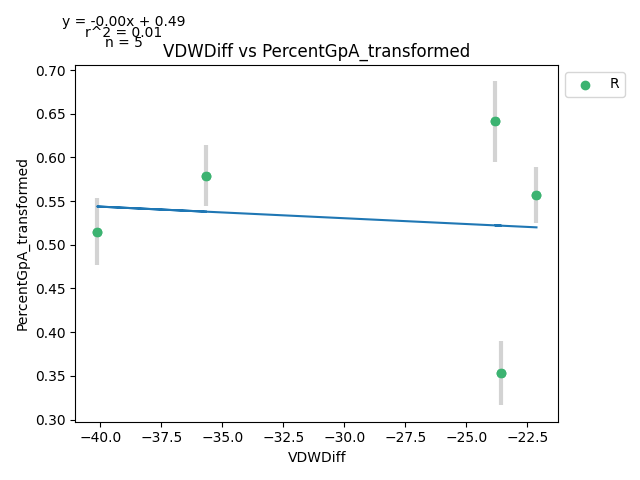 y = -0.00x + 0.49
r^2 = 0.01
n = 5
VDWDiff vs PercentGpA_transformed
R
PercentGpA_transformed
0.70
0.65
0.60
0.55
0.50
0.45
0.40
0.35
0.30
−40.0 −37.5 −35.0 −32.5 −30.0 −27.5 −25.0 −22.5
VDWDiff